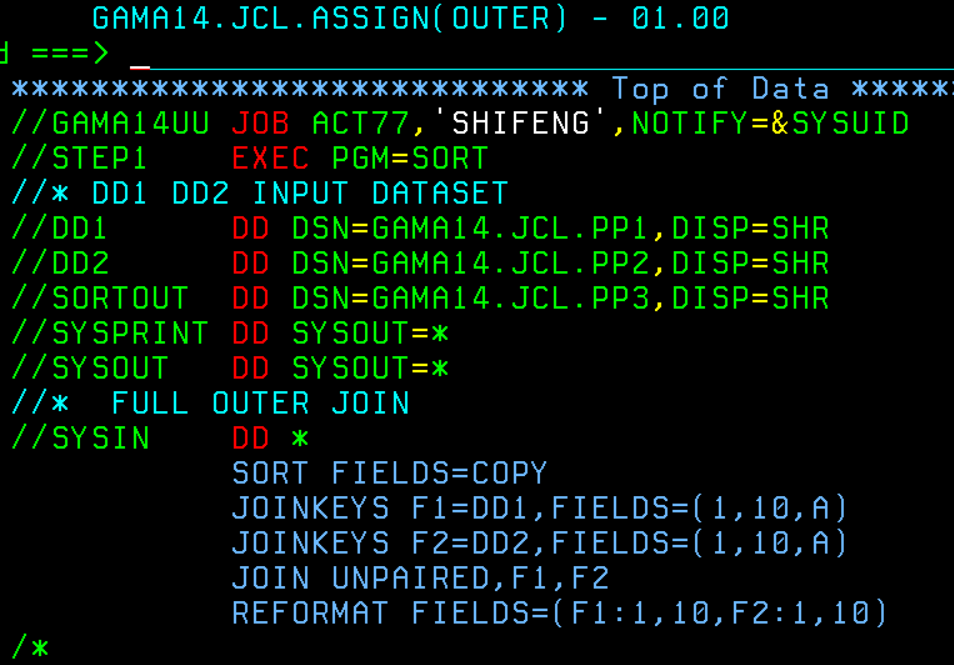 GAMA14.JCL.ASSIGN(OUTER) - 01.00
d ===> _
***************************** Top of Data ******
//GAMA14UU JOB ACT77,'SHIFENG',NOTIFY=&SYSUID
//STEP1    EXEC PGM=SORT
//* DD1 DD2 INPUT DATASET
//DD1      DD DSN=GAMA14.JCL.PP1,DISP=SHR
//DD2      DD DSN=GAMA14.JCL.PP2,DISP=SHR
//SORTOUT  DD DSN=GAMA14.JCL.PP3,DISP=SHR
//SYSPRINT DD SYSOUT=*
//SYSOUT   DD SYSOUT=*
//*  FULL OUTER JOIN
//SYSIN    DD *
           SORT FIELDS=COPY
           JOINKEYS F1=DD1,FIELDS=(1,10,A)
           JOINKEYS F2=DD2,FIELDS=(1,10,A)
           JOIN UNPAIRED,F1,F2
           REFORMAT FIELDS=(F1:1,10,F2:1,10)
/*